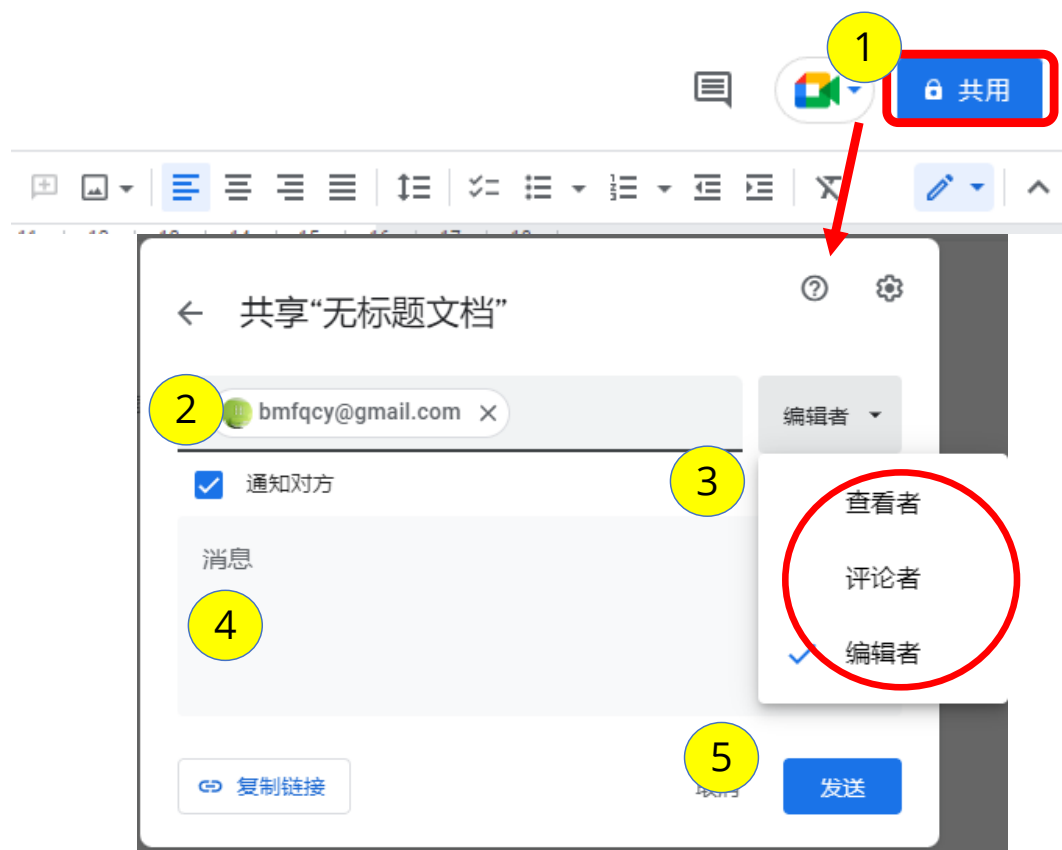 1
共用
共享“无标题文档”
2
bmfqcy@gmail.com
编辑者
通知对方
3
查看者
消息
评论者
4
编辑者
5
复制链接
取消
发送